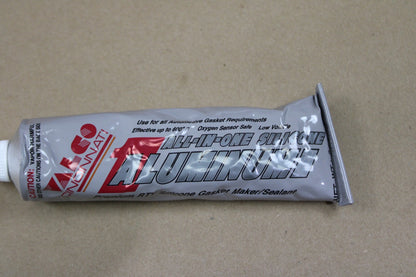 Use for all Automotive Gasket Requirements
Effective up to 600° Oxygen Sensor Safe Low
ALL-IN-ONE SILICONE
ALUMINUM
VALCO
CINCINNATI
Premium RTV Silicone Gasket Maker/Sealant
CAUTION: